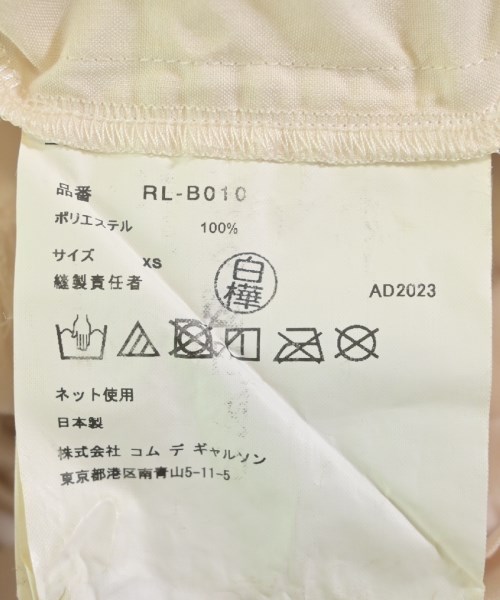 品番 RL-B010
ポリエステル 100%
サイズ XS
縫製責任者 白樺 AD2023
ネット使用
日本製
株式会社 コム デ ギャルソン
東京都港区南青山5-11-5